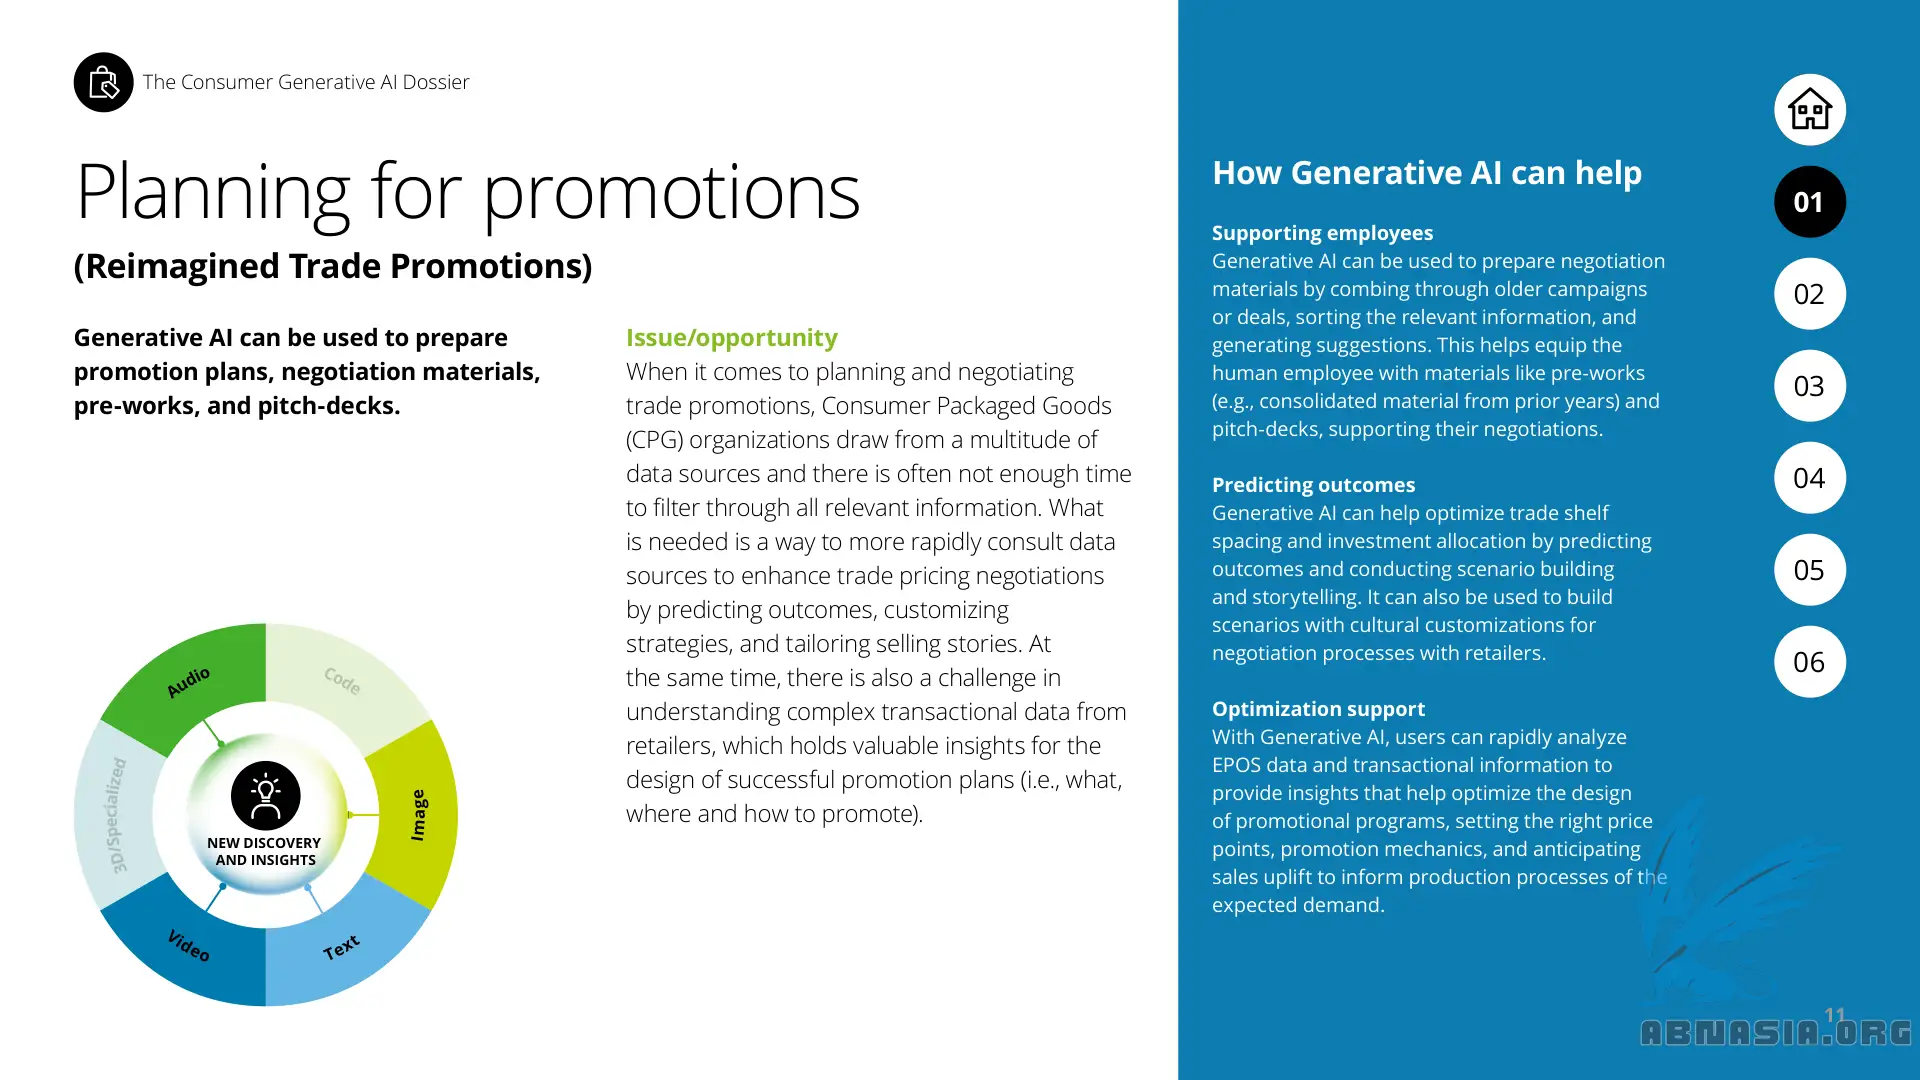 The Consumer Generative AI Dossier
Planning for promotions
(Reimagined Trade Promotions)
Generative AI can be used to prepare
promotion plans, negotiation materials,
pre-works, and pitch-decks.
Audio
Code
Image
Text
Video
3D/Specialized
NEW DISCOVERY
AND INSIGHTS
Issue/opportunity
When it comes to planning and negotiating
trade promotions, Consumer Packaged Goods
(CPG) organizations draw from a multitude of
data sources and there is often not enough time
to filter through all relevant information. What
is needed is a way to more rapidly consult data
sources to enhance trade pricing negotiations
by predicting outcomes, customizing
strategies, and tailoring selling stories. At
the same time, there is also a challenge in
understanding complex transactional data from
retailers, which holds valuable insights for the
design of successful promotion plans (i.e., what,
where and how to promote).
How Generative AI can help
Supporting employees
Generative AI can be used to prepare negotiation
materials by combing through older campaigns
or deals, sorting the relevant information, and
generating suggestions. This helps equip the
human employee with materials like pre-works
(e.g., consolidated material from prior years) and
pitch-decks, supporting their negotiations.
Predicting outcomes
Generative AI can help optimize trade shelf
spacing and investment allocation by predicting
outcomes and conducting scenario building
and storytelling. It can also be used to build
scenarios with cultural customizations for
negotiation processes with retailers.
Optimization support
With Generative AI, users can rapidly analyze
EPOS data and transactional information to
provide insights that help optimize the design
of promotional programs, setting the right price
points, promotion mechanics, and anticipating
sales uplift to inform production processes of the
expected demand.
01
02
03
04
05
06
11
ABMASIA.ORG